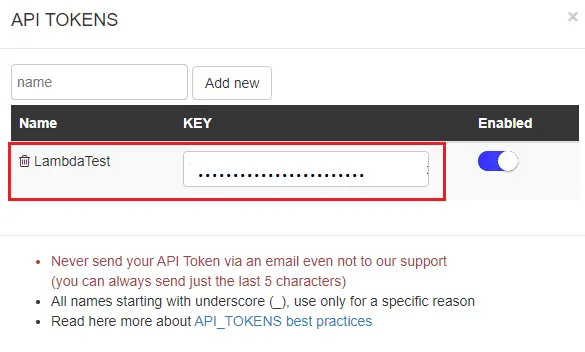 API TOKENS
×
name
Add new
Name KEY Enabled
LambdaTest ........................
Never send your API Token via an email even not to our support
(you can always send just the last 5 characters)
All names starting with underscore (_), use only for a specific reason
Read here more about API_TOKENS best practices